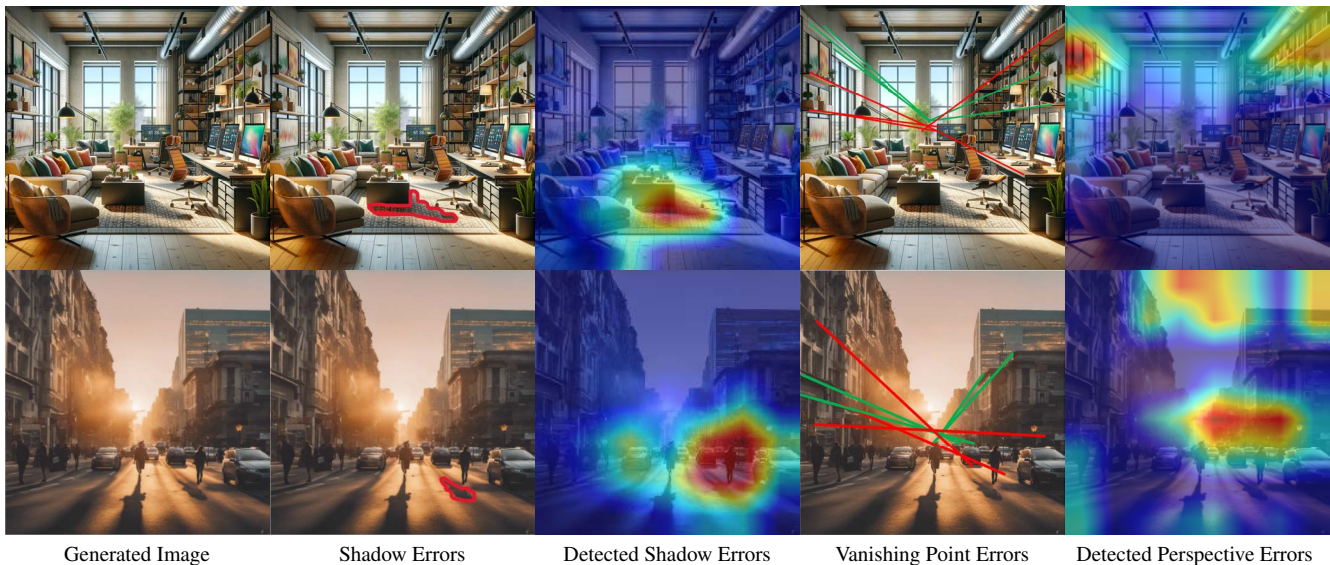 Generated Image
Shadow Errors
Detected Shadow Errors
Vanishing Point Errors
Detected Perspective Errors